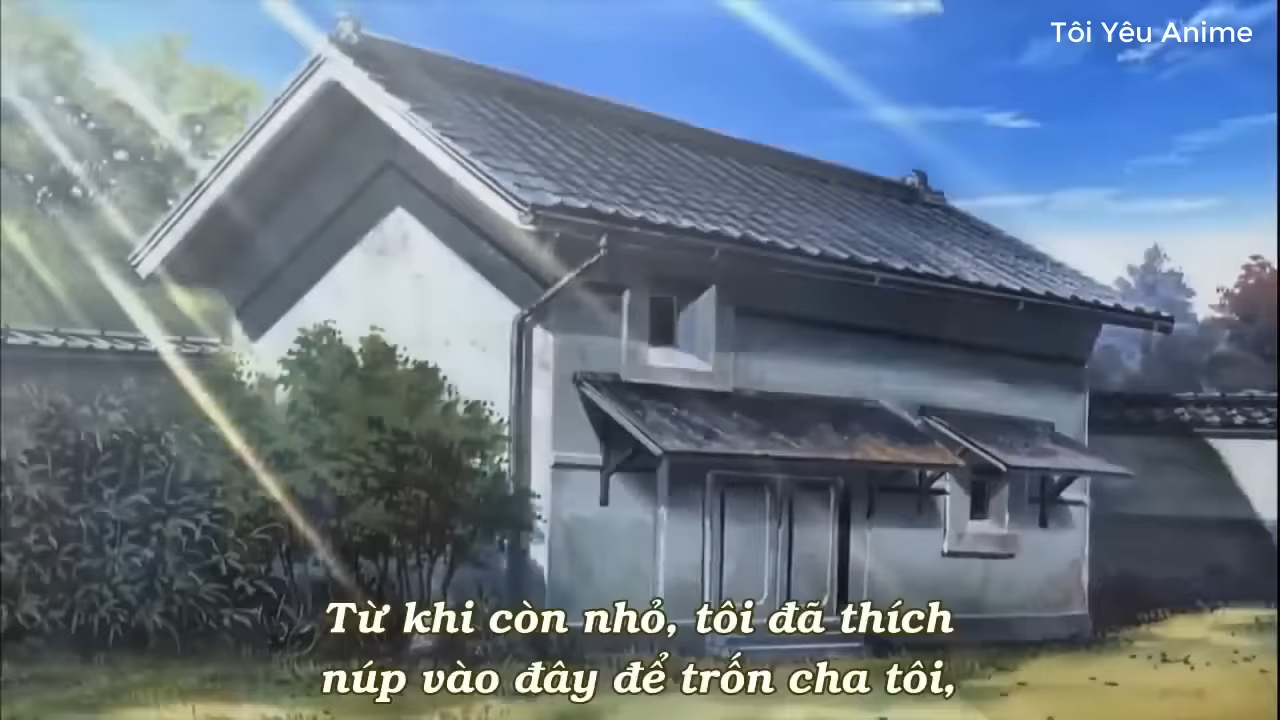 Tôi Yêu Anime
Từ khi còn nhỏ, tôi đã thích
núp vào đây để trốn cha tôi,